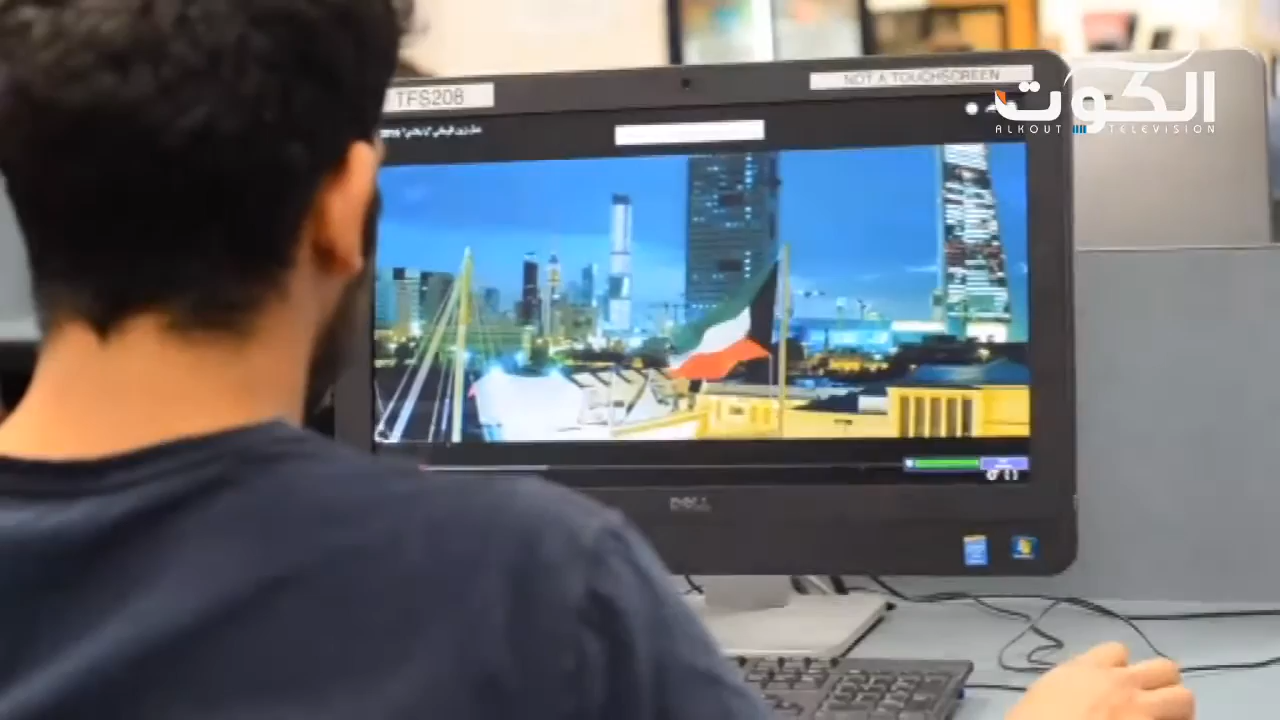 TFS208
NOT A TOUCHSCREEN
الكوت
ALKOUT TELEVISION
DELL